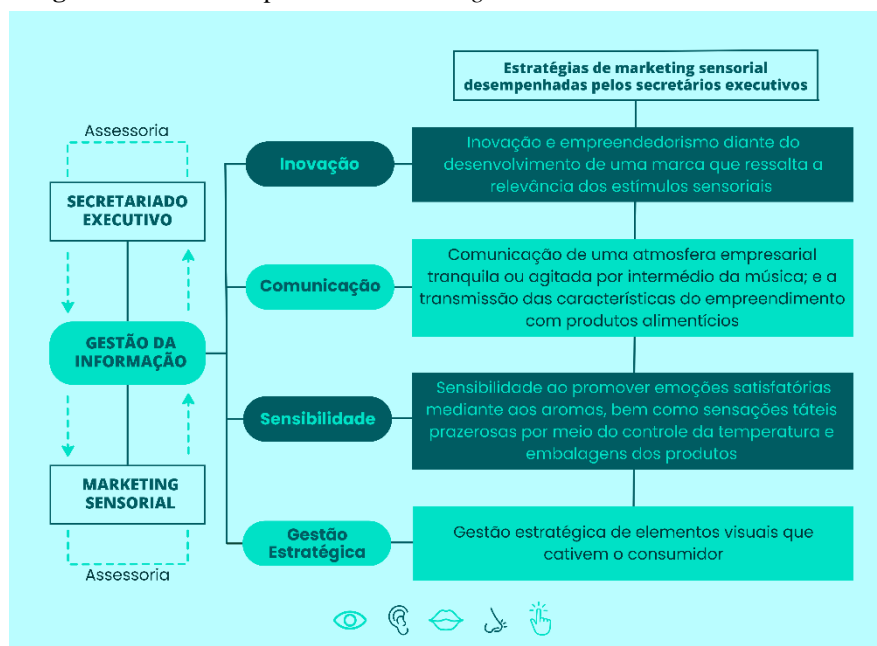 Estratégias de marketing sensorial
desempenhadas pelos secretários executivos
Assessoria
SECRETARIADO
EXECUTIVO
GESTÃO DA
INFORMAÇÃO
MARKETING
SENSORIAL
Assessoria
Inovação
Inovação e empreendedorismo diante do
desenvolvimento de uma marca que ressalta a
relevância dos estímulos sensoriais
Comunicação
Comunicação de uma atmosfera empresarial
tranquila ou agitada por intermédio da música; e a
transmissão das características do empreendimento
com produtos alimentícios
Sensibilidade
Sensibilidade ao promover emoções satisfatórias
mediante aos aromas, bem como sensações táteis
prazerosas por meio do controle da temperatura e
embalagens dos produtos
Gestão
Estratégica
Gestão estratégica de elementos visuais que
cativem o consumidor